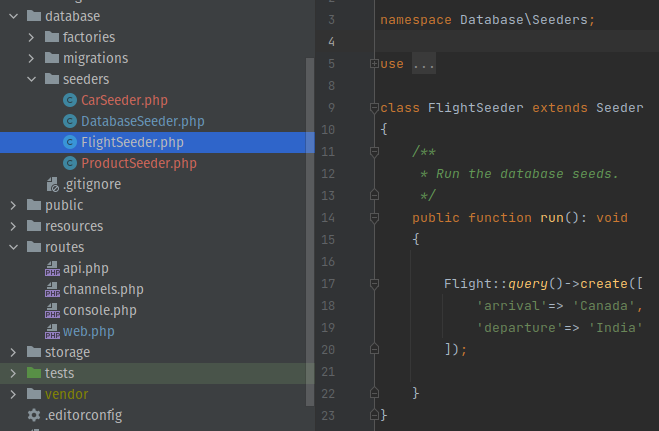 database
factories
migrations
seeders
CarSeeder.php
DatabaseSeeder.php
FlightSeeder.php
ProductSeeder.php
.gitignore
public
resources
routes
api.php
channels.php
console.php
web.php
storage
tests
vendor
.editorconfig
3 namespace Database\Seeders;
4
5 use ...
8
9 class FlightSeeder extends Seeder
10 {
11 /**
12 * Run the database seeds.
13 */
14 public function run(): void
15 {
16
17 Flight::query()->create([
18 'arrival'=> 'Canada',
19 'departure'=> 'India'
20 ]);
21
22 }
23 }